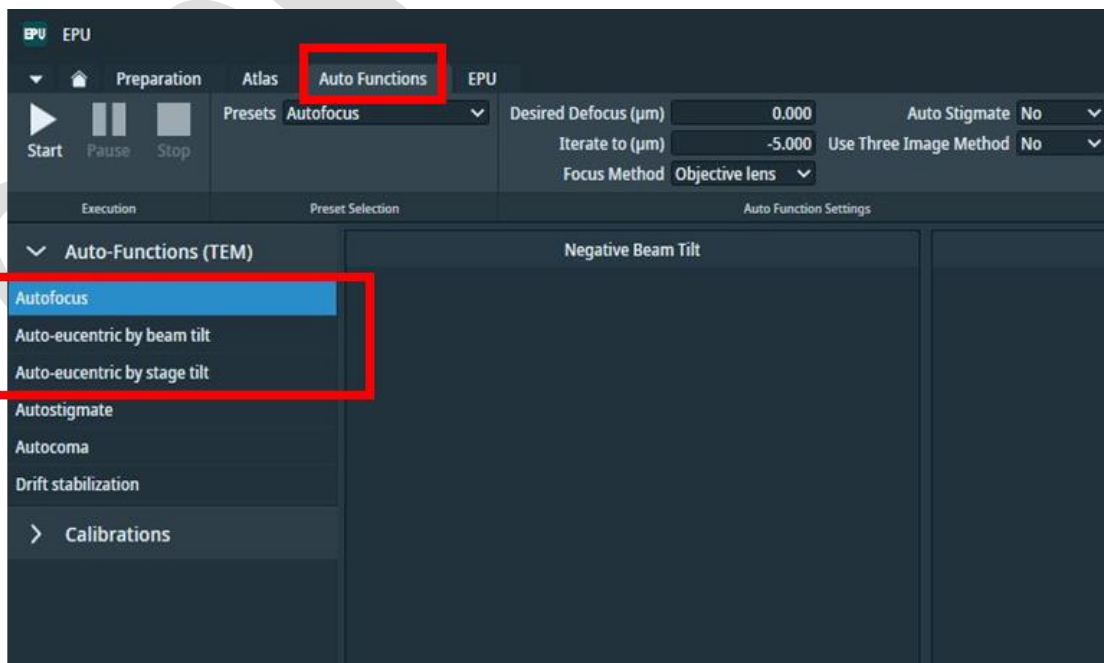 EPU EPU
Preparation Atlas Auto Functions EPU
Presets Autofocus Desired Defocus (µm) 0.000 Auto Stigmate No
Start Pause Stop Iterate to (µm) -5.000 Use Three Image Method No
Focus Method Objective lens
Execution Preset Selection Auto Function Settings
Auto-Functions (TEM) Negative Beam Tilt
Autofocus
Auto-eucentric by beam tilt
Auto-eucentric by stage tilt
Autostigmate
Autocoma
Drift stabilization
Calibrations